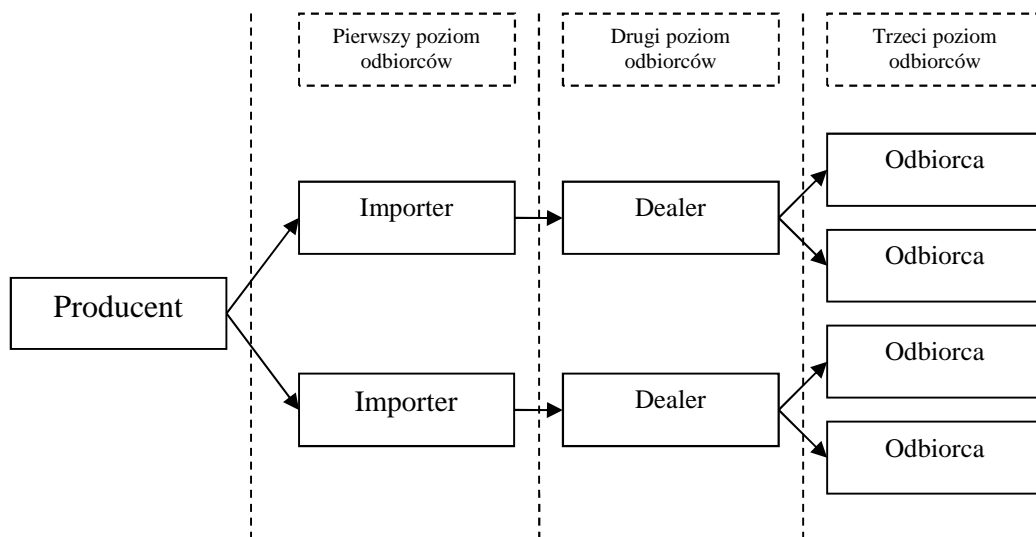 Pierwszy poziom
odbiorców
Drugi poziom
odbiorców
Trzeci poziom
odbiorców
Odbiorca
Importer
Dealer
Odbiorca
Producent
Odbiorca
Importer
Dealer
Odbiorca